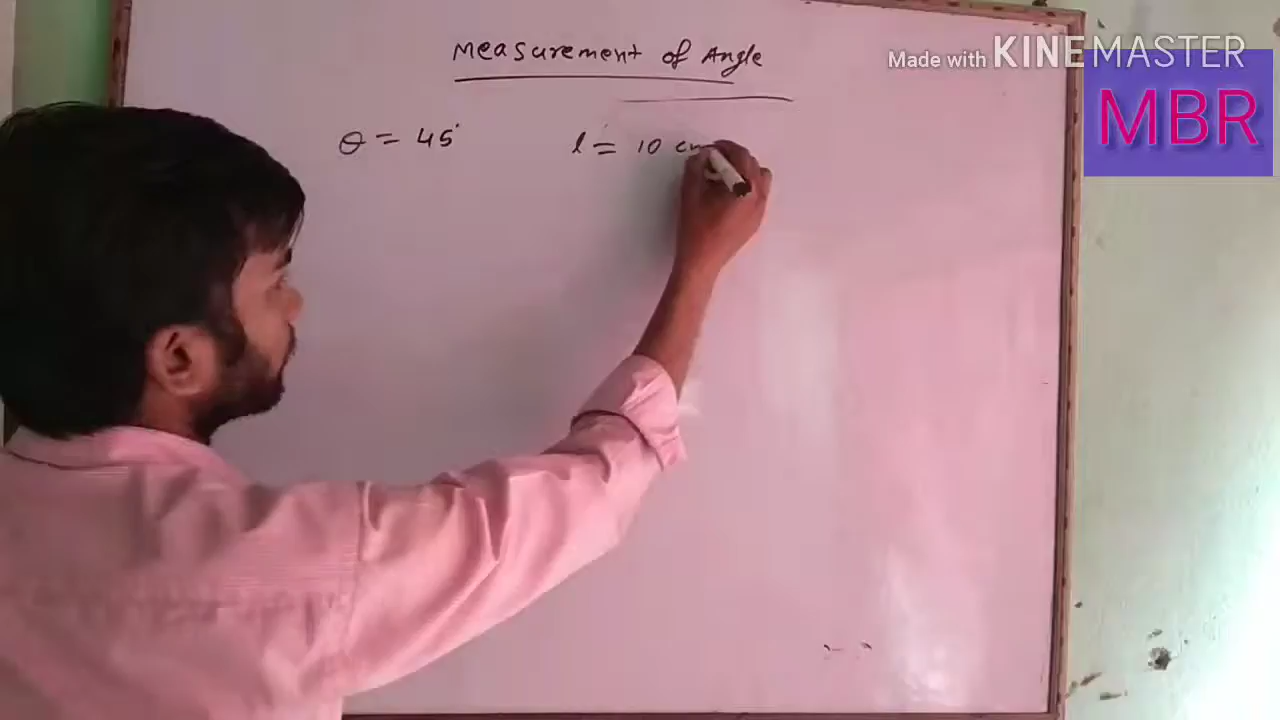 Measurement of Angle
Made with KINEMASTER
MBR
θ = 45° l = 10 cm